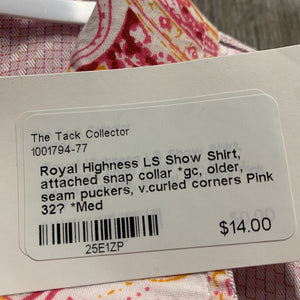 The Tack Collector
1001794-77
Royal Highness LS Show Shirt,
attached snap collar *gc, older,
seam puckers, v.curled corners Pink
32? *Med
25E1ZP
$14.00